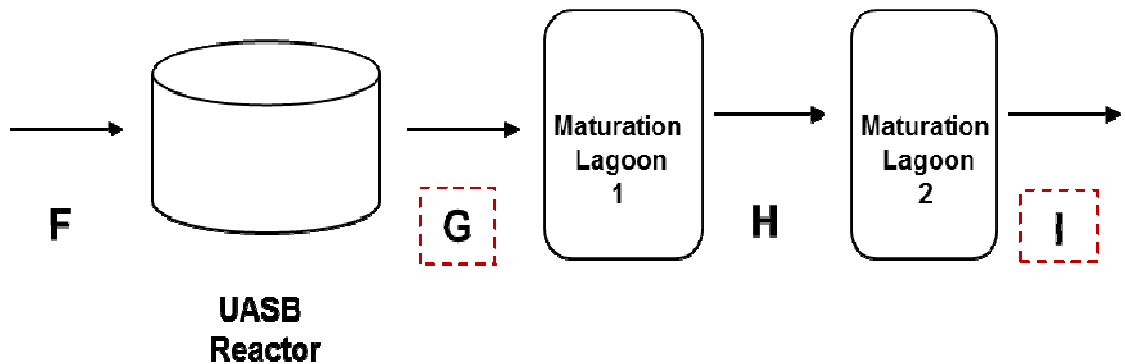 F
UASB
Reactor
G
Maturation
Lagoon
1
H
Maturation
Lagoon
2
I